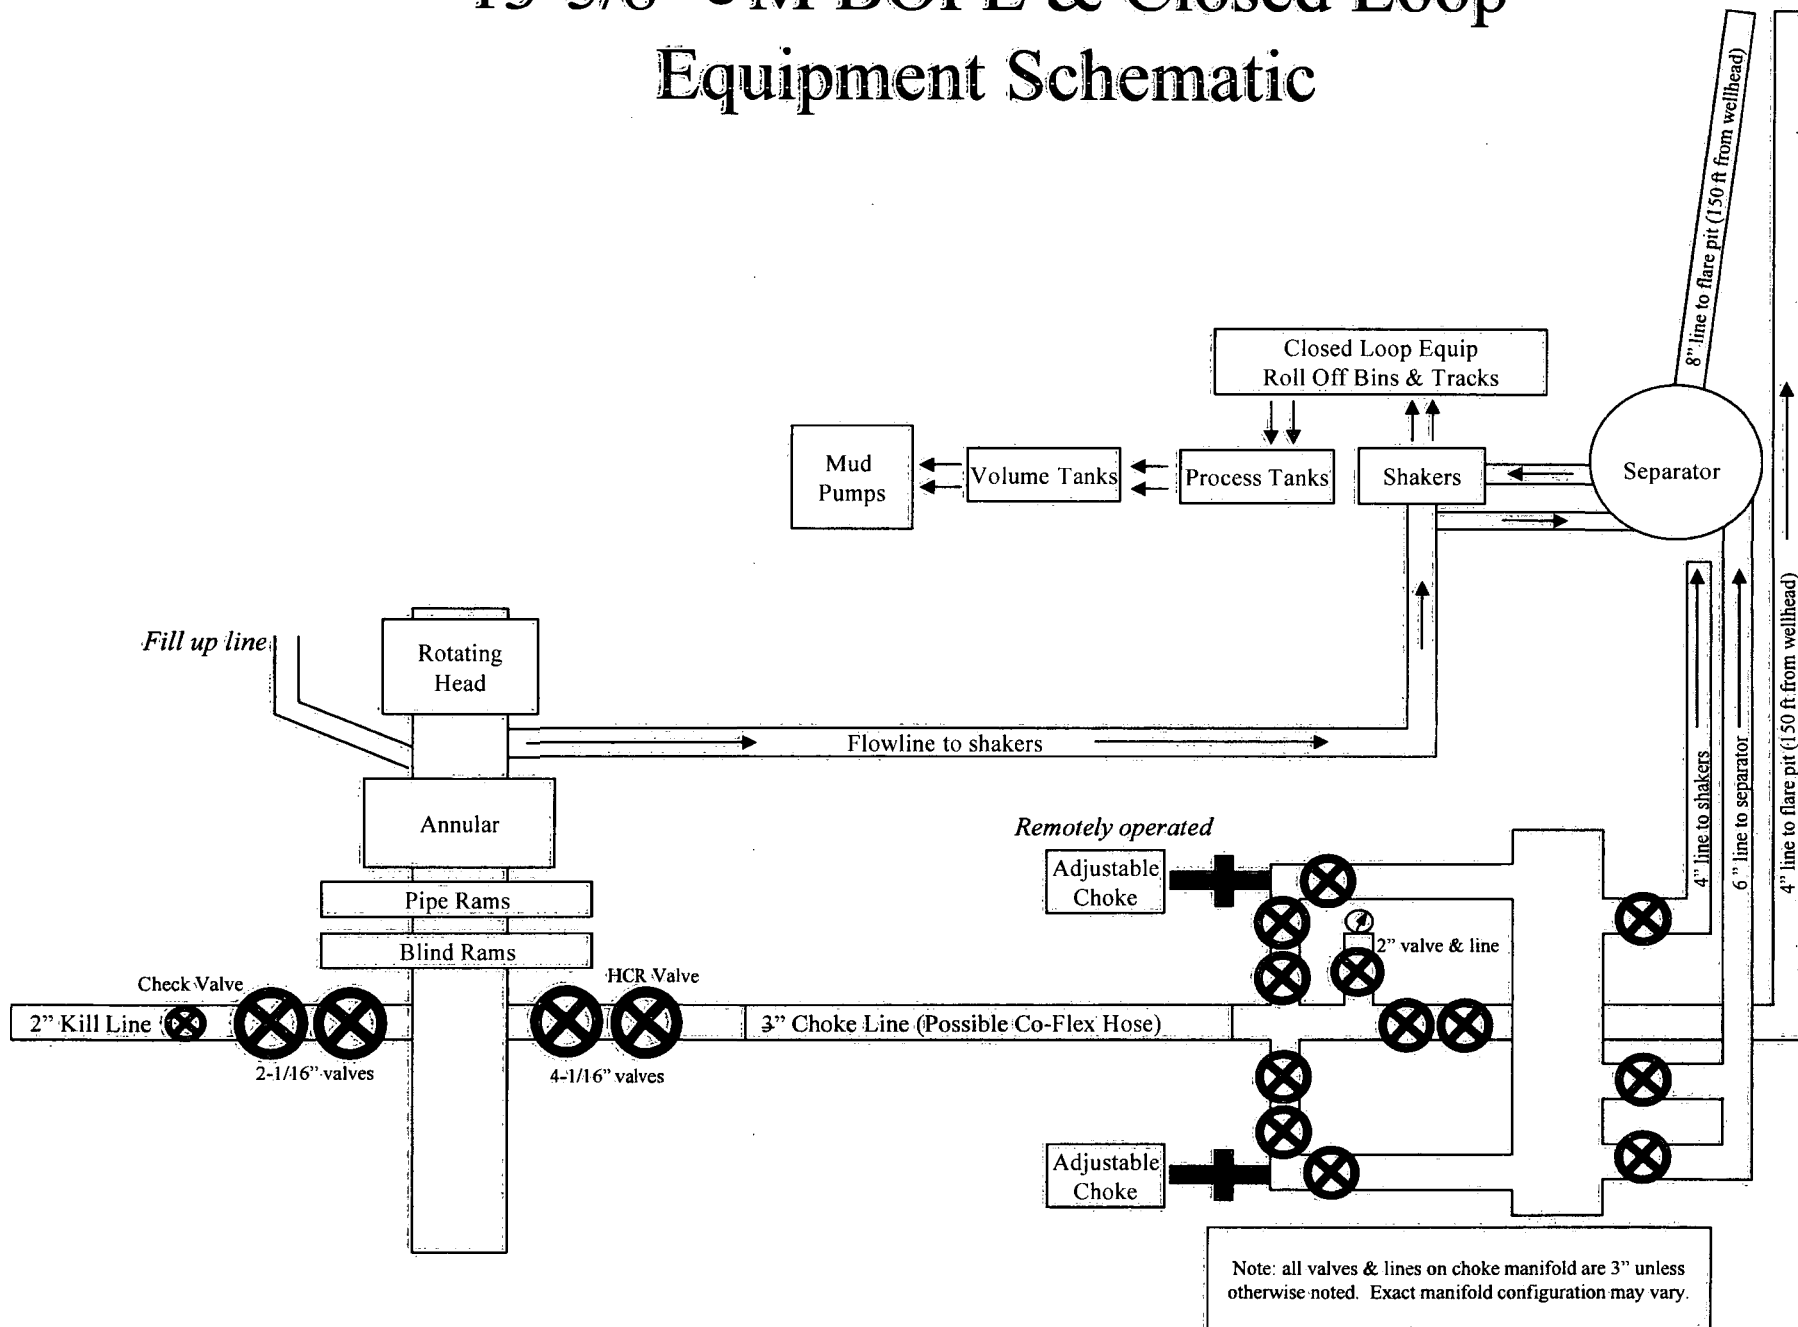 M BOPE & Closed Loop
Equipment Schematic
8" line to flare pit (150 ft from wellhead)
Closed Loop Equip
Roll Off Bins & Tracks
Mud
Pumps
Volume Tanks
Process Tanks
Shakers
Separator
Fill up line
Rotating
Head
Flowline to shakers
Annular
Pipe Rams
Blind Rams
Check Valve
HCR Valve
2" Kill Line
3" Choke Line (Possible Co-Flex Hose)
2-1/16" valves
4-1/16" valves
Remotely operated
Adjustable
Choke
2" valve & line
Adjustable
Choke
4" line to shakers
6" line to separator
4" line to flare pit (150 ft from wellhead)
Note: all valves & lines on choke manifold are 3" unless
otherwise noted. Exact manifold configuration may vary.